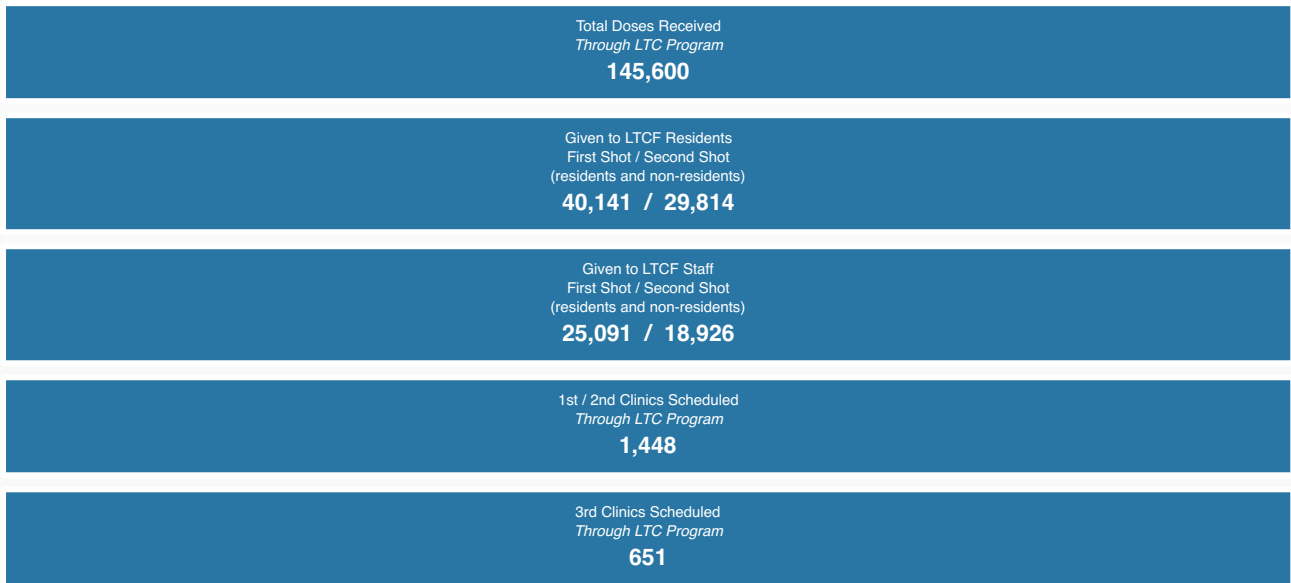 Total Doses Received
Through LTC Program
145,600
Given to LTCF Residents
First Shot / Second Shot
(residents and non-residents)
40,141 / 29,814
Given to LTCF Staff
First Shot / Second Shot
(residents and non-residents)
25,091 / 18,926
1st / 2nd Clinics Scheduled
Through LTC Program
1,448
3rd Clinics Scheduled
Through LTC Program
651